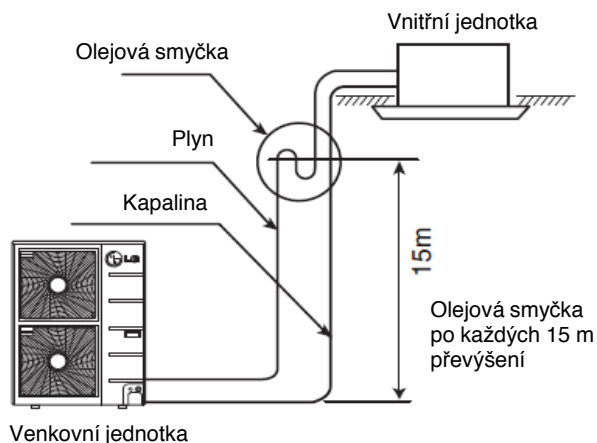 Vnitřní jednotka
Olejová smyčka
Plyn
Kapalina
15m
LG
Olejová smyčka
po každých 15 m
převýšení
Venkovní jednotka